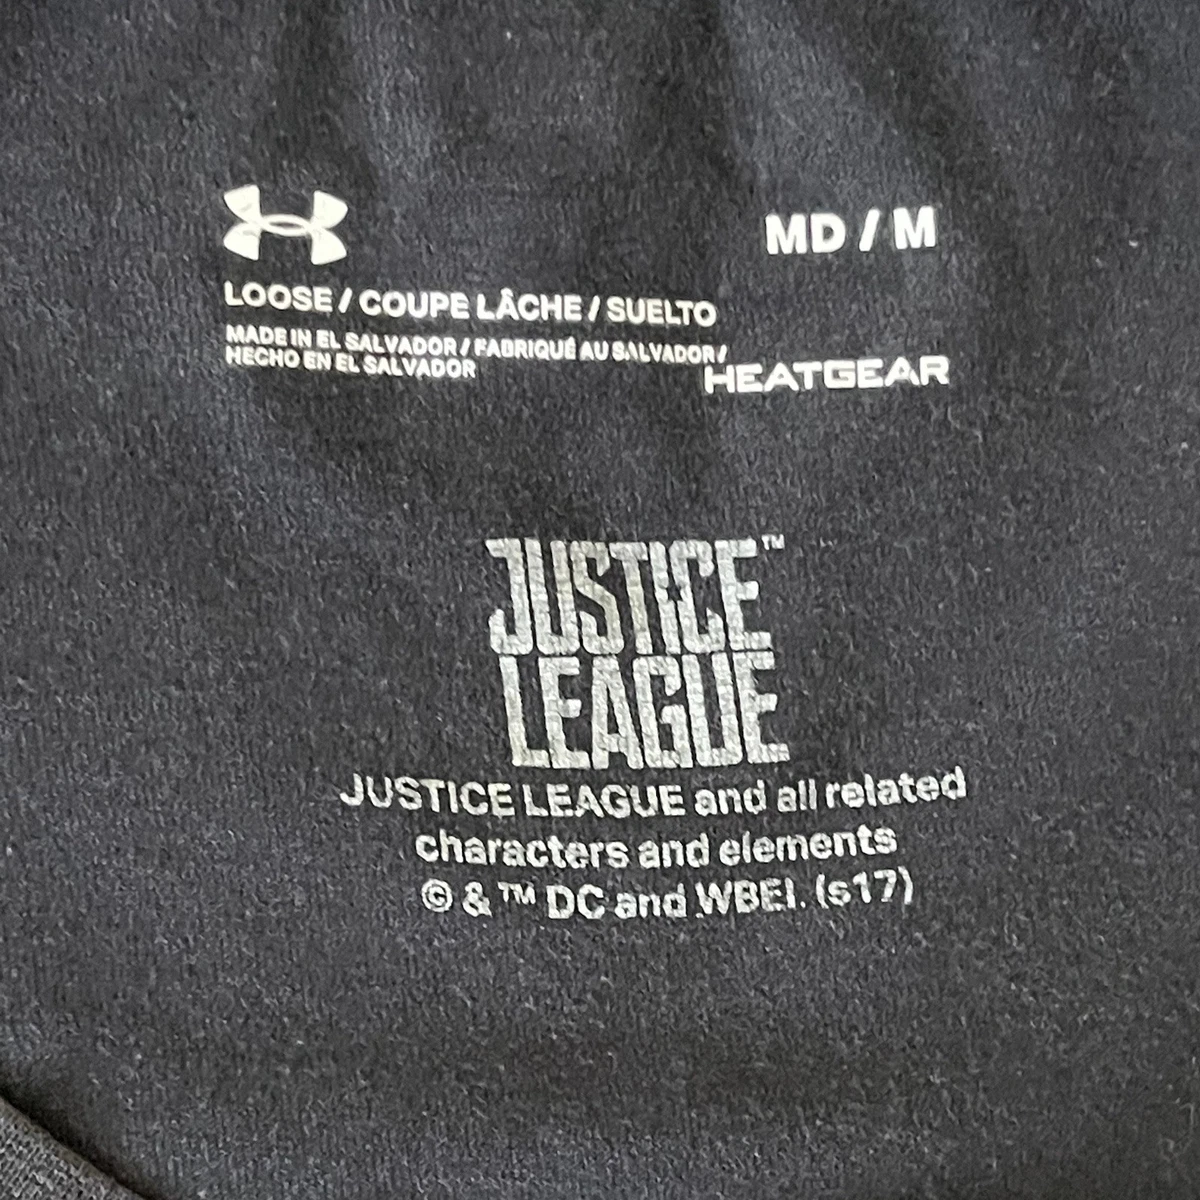 MD / M
LOOSE / COUPE LÂCHE / SUELTO
MADE IN EL SALVADOR / FABRIQUÉ AU SALVADOR /
HECHO EN EL SALVADOR
HEATGEAR
JUSTICE™
LEAGUE
JUSTICE LEAGUE and all related
characters and elements
© & ™ DC and WBEI. (s17)